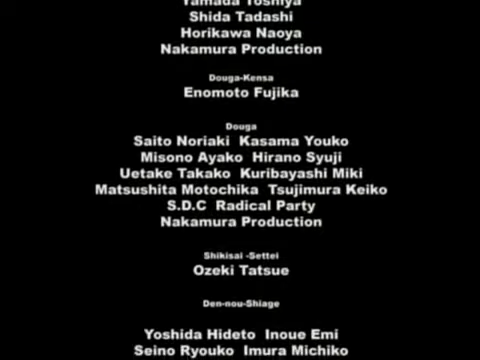 Yamada Yoshiya
Shida Tadashi
Horikawa Naoya
Nakamura Production
Douga-Kensa
Enomoto Fujika
Douga
Saito Noriaki Kasama Youko
Misono Ayako Hirano Syuji
Uetake Takako Kuribayashi Miki
Matsushita Motochika Tsujimura Keiko
S.D.C Radical Party
Nakamura Production
Shikisai -Settei
Ozeki Tatsue
Den-nou-Shiage
Yoshida Hideto Inoue Emi
Seino Ryouko Imura Michiko